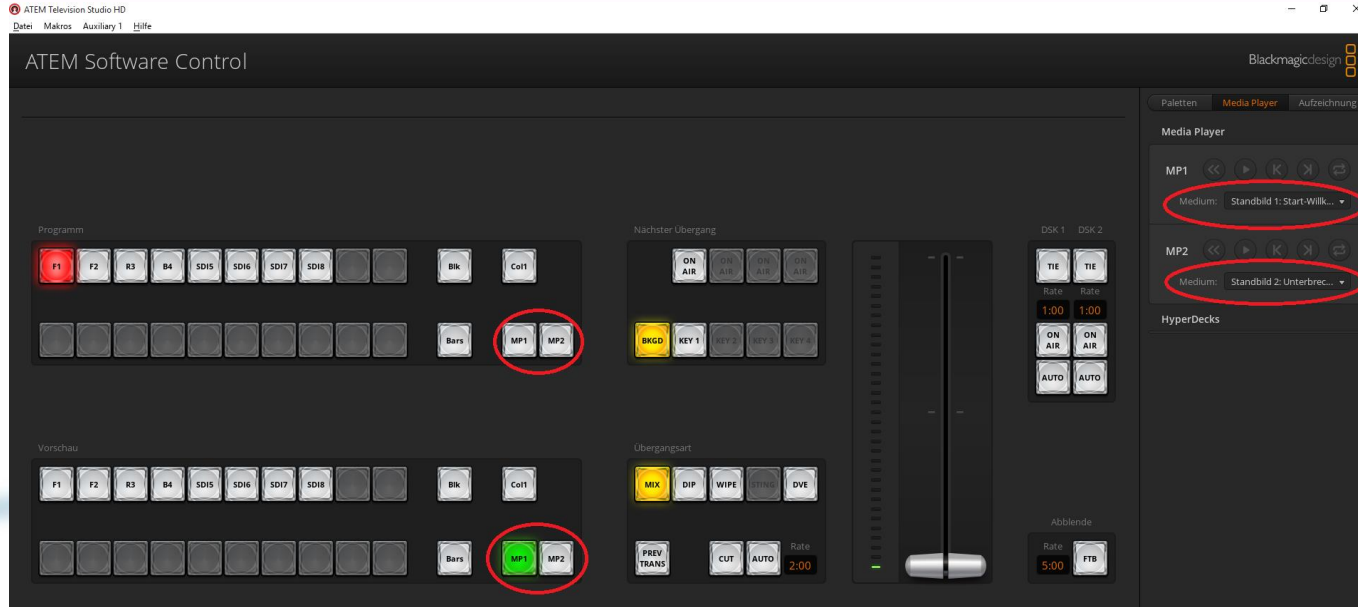 ATEM Television Studio HD
Datei Makros Auxiliary 1 Hilfe
ATEM Software Control
Blackmagicdesign
Paletten Media Player Aufzeichnung
Media Player
MP1
Medium: Standbild 1: Start-Willk...
MP2
Medium: Standbild 2: Unterbrec...
HyperDecks
Programm
F1 F2 R3 B4 SDI5 SDI6 SDI7 SDI8 Blk Col1
Bars MP1 MP2
Nächster Übergang
ON AIR ON AIR ON AIR ON AIR
BKGD KEY 1 KEY 2 KEY 3 KEY 4
DSK 1 DSK 2
TIE TIE
Rate Rate
1:00 1:00
ON AIR ON AIR
AUTO AUTO
Vorschau
F1 F2 R3 B4 SDI5 SDI6 SDI7 SDI8 Blk Col1
Bars MP1 MP2
Übergangsart
MIX DIP WIPE STING DVE
PREV TRANS CUT AUTO
Rate
2:00
Abblende
Rate
5:00 FTB